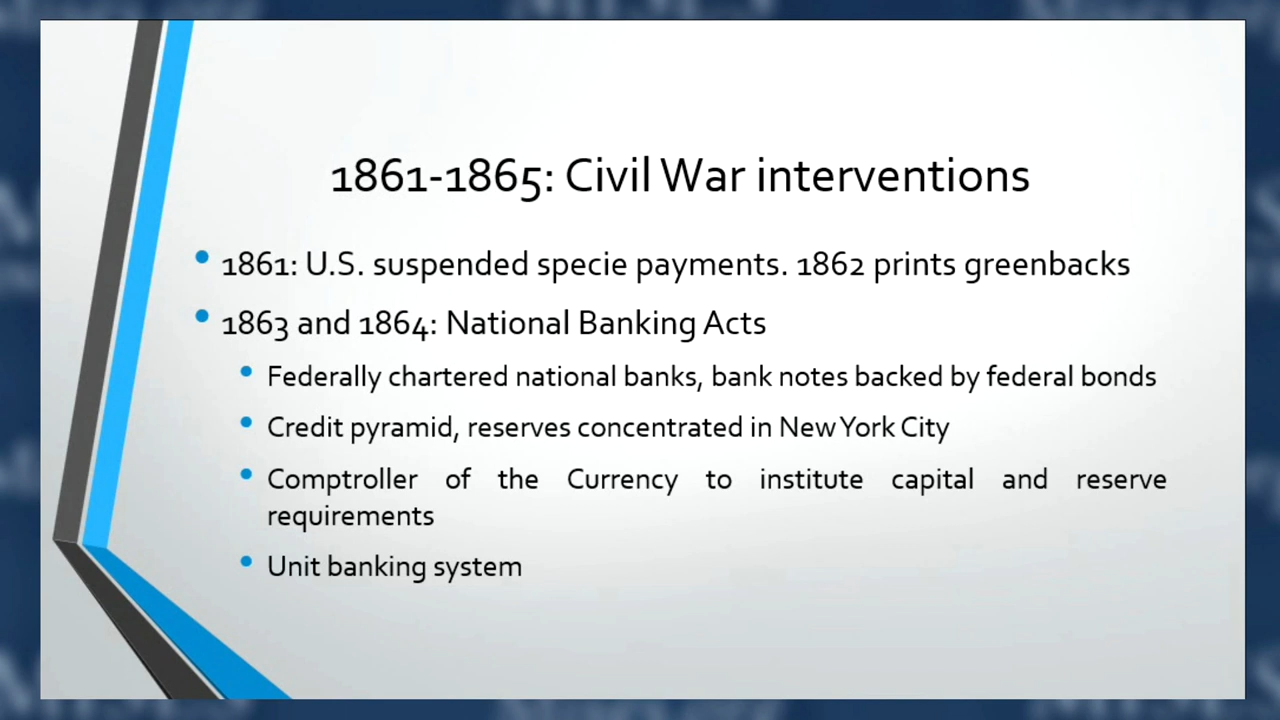 1861-1865: Civil War interventions
1861: U.S. suspended specie payments. 1862 prints greenbacks
1863 and 1864: National Banking Acts
Federally chartered national banks, bank notes backed by federal bonds
Credit pyramid, reserves concentrated in New York City
Comptroller of the Currency to institute capital and reserve
requirements
Unit banking system